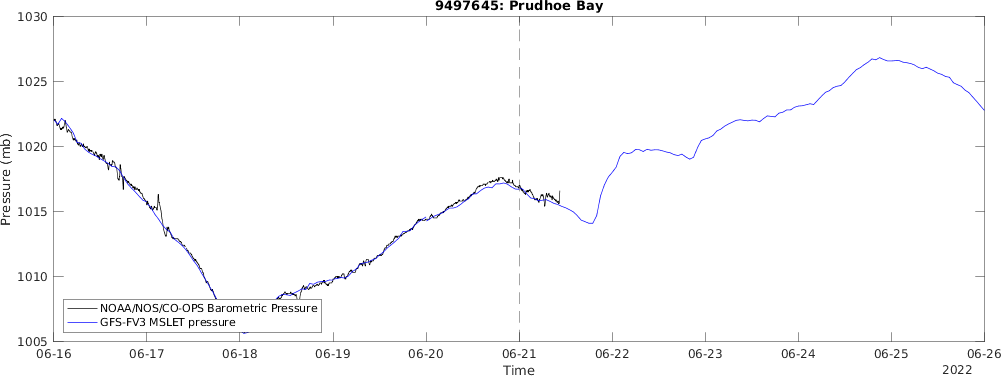 9497645: Prudhoe Bay
Pressure (mb)
1030
1025
1020
1015
1010
1005
NOAA/NOS/CO-OPS Barometric Pressure
GFS-FV3 MSLET pressure
06-16 06-17 06-18 06-19 06-20 06-21 06-22 06-23 06-24 06-25 06-26
Time
2022